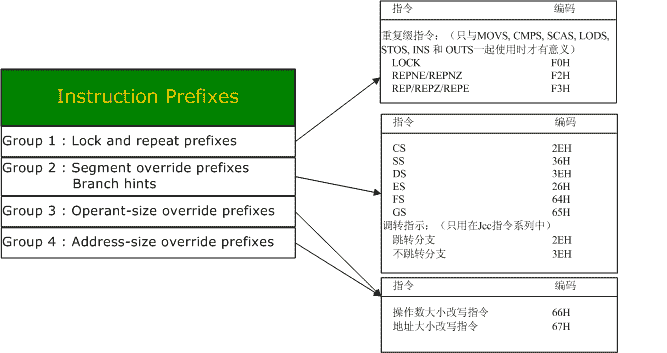 Instruction Prefixes
Group 1 : Lock and repeat prefixes
Group 2 : Segment override prefixes
Branch hints
Group 3 : Operant-size override prefixes
Group 4 : Address-size override prefixes
指令 编码
重复缀指令:(只与MOVS, CMPS, SCAS, LODS,
STOS, INS 和 OUTS一起使用时才有意义)
LOCK F0H
REPNE/REPNZ F2H
REP/REPZ/REPE F3H
指令 编码
CS 2EH
SS 36H
DS 3EH
ES 26H
FS 64H
GS 65H
调转指示:(只用在Jcc指令系列中)
跳转分支 2EH
不跳转分支 3EH
指令 编码
操作数大小改写指令 66H
地址大小改写指令 67H